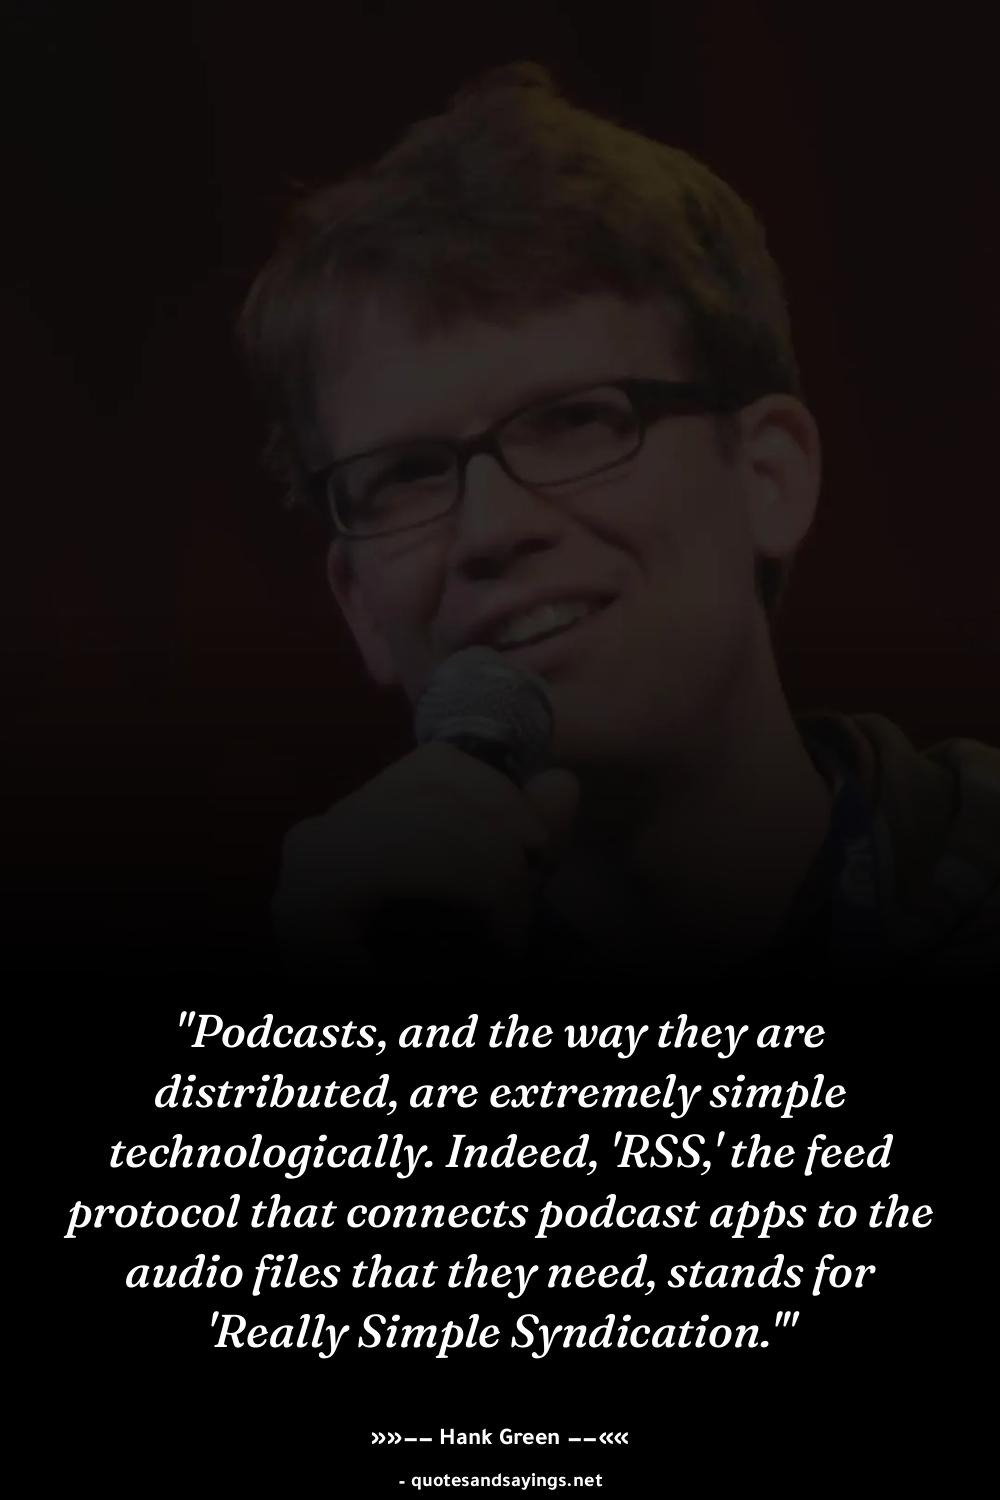 "Podcasts, and the way they are
distributed, are extremely simple
technologically. Indeed, 'RSS,' the feed
protocol that connects podcast apps to the
audio files that they need, stands for
'Really Simple Syndication.'"
»»−− Hank Green −−««
- quotesandsayings.net